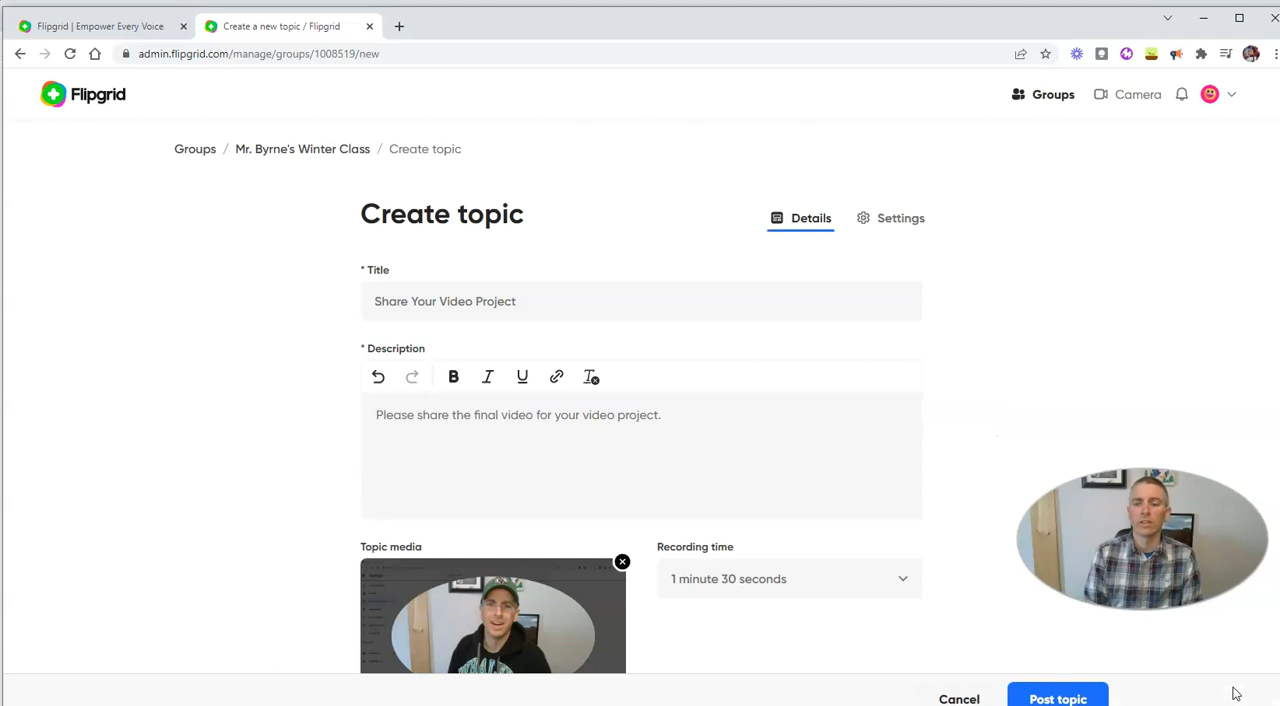 Flipgrid | Empower Every Voice
Create a new topic / Flipgrid
admin.flipgrid.com/manage/groups/1008519/new
Flipgrid
Groups
Camera
Groups / Mr. Byrne's Winter Class / Create topic
Create topic
Details
Settings
* Title
Share Your Video Project
* Description
B I U
Please share the final video for your video project.
Topic media
Recording time
1 minute 30 seconds
Cancel
Post topic